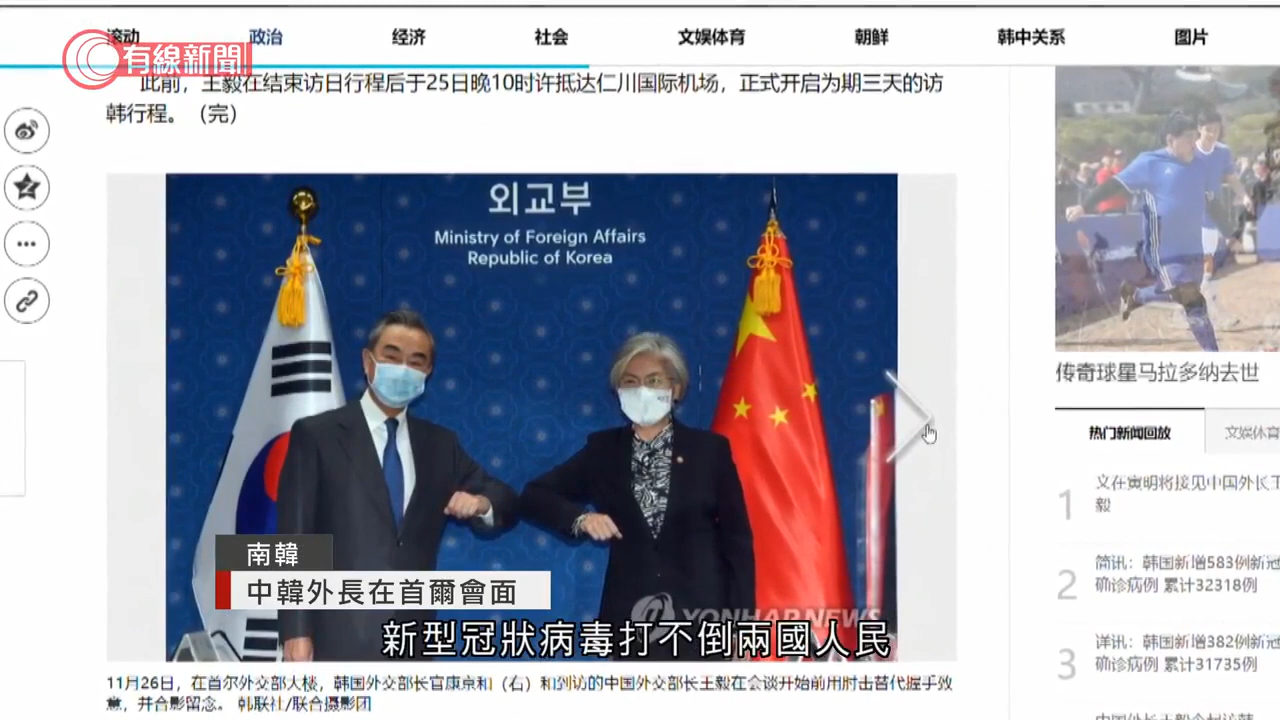 滚动 政治 经济 社会 文娱体育 朝鲜 韩中关系 图片
有線新聞
此前，王毅在结束访日行程后于25日晚10时许抵达仁川国际机场，正式开启为期三天的访
韩行程。（完）
외교부
Ministry of Foreign Affairs
Republic of Korea
传奇球星马拉多纳去世
热门新闻回放 文娱体育
1 文在寅明将接见中国外长王
毅
2 简讯：韩国新增583例新冠
确诊病例 累计32318例
3 详讯：韩国新增382例新冠
确诊病例 累计31735例
南韓
中韓外長在首爾會面
YONHAP NEWS
新型冠狀病毒打不倒兩國人民
11月26日，在首尔外交部大楼，韩国外交部长官康京和（右）和到访的中国外交部长王毅在会谈开始前用肘击替代握手致
意，并合影留念。 韩联社/联合摄影团